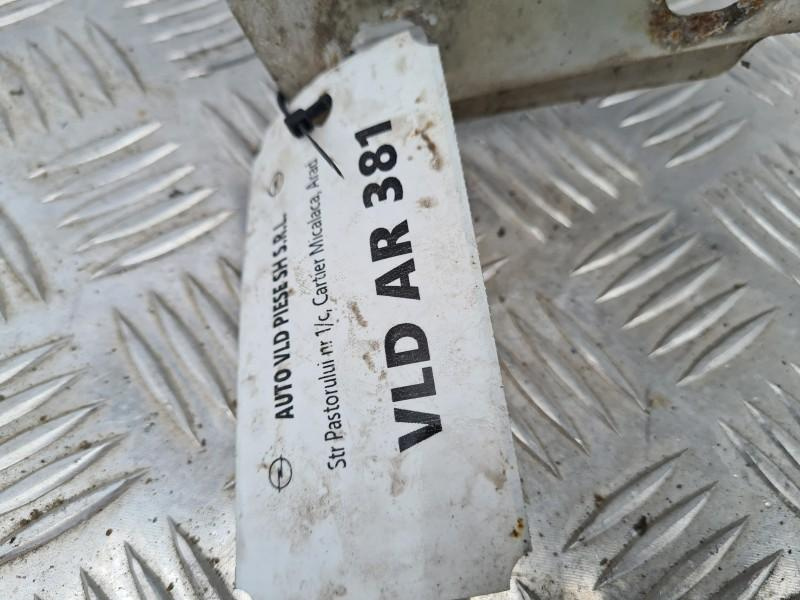 AUTO VLD PIESE SH S.R.L.
Str Pastorului nr 1/c, Cartier Micalaca, Arad
VLD AR 381